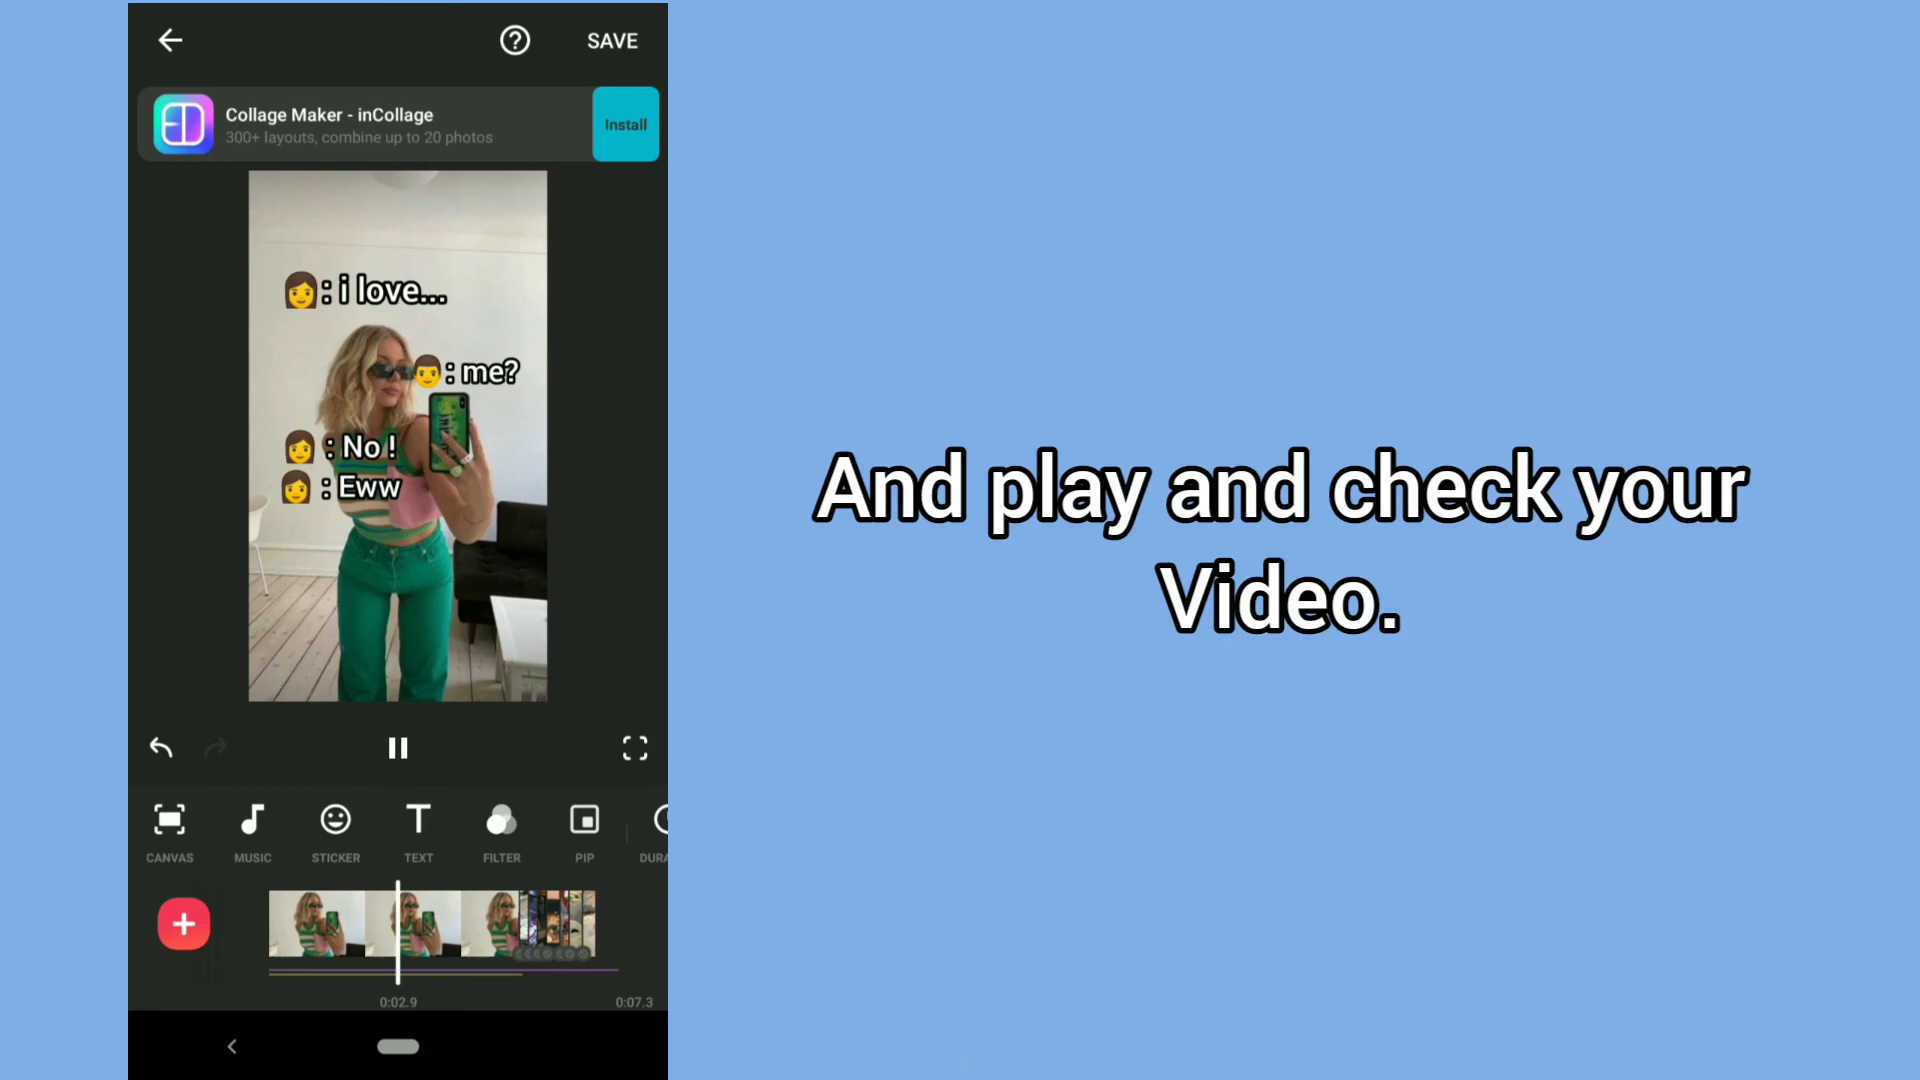 SAVE
Collage Maker - inCollage
300+ layouts, combine up to 20 photos
Install
👩: i love...
👨: me?
👩 : No !
👩 : Eww
And play and check your
Video.
CANVAS MUSIC STICKER TEXT FILTER PIP DURA
0:02.9 0:07.3